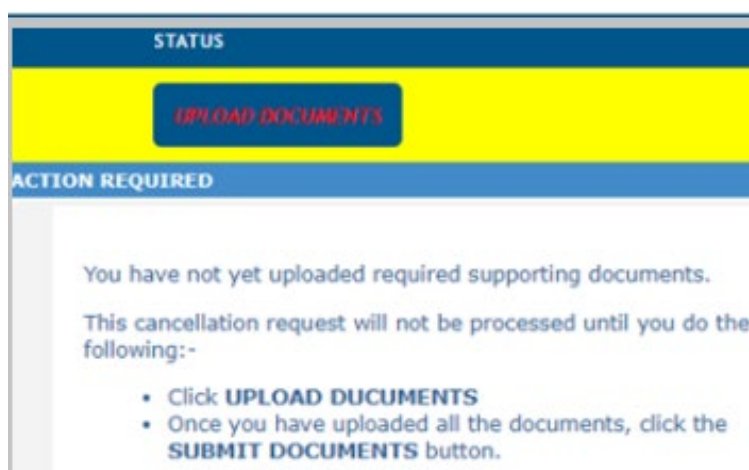 STATUS
UPLOAD DOCUMENTS
ACTION REQUIRED
You have not yet uploaded required supporting documents.
This cancellation request will not be processed until you do the
following:-
• Click UPLOAD DUCUMENTS
• Once you have uploaded all the documents, click the
SUBMIT DOCUMENTS button.